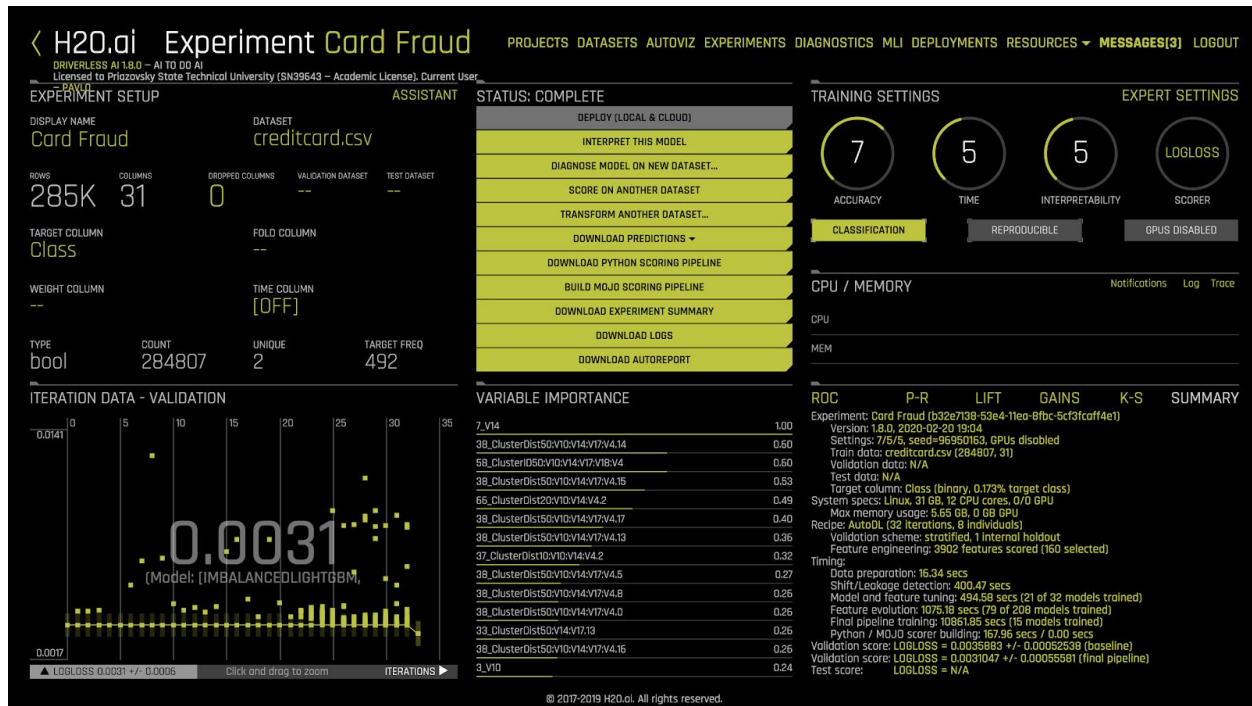 H2O.ai Experiment Card Fraud
DRIVERLESS AI 1.8.0 – AI TO DO AI
Licensed to Priazovsky State Technical University (SN39643 – Academic License). Current User
– PAVLO
PROJECTS DATASETS AUTOVIZ EXPERIMENTS DIAGNOSTICS MLI DEPLOYMENTS RESOURCES MESSAGES[3] LOGOUT
EXPERIMENT SETUP ASSISTANT
DISPLAY NAME DATASET
Card Fraud creditcard.csv
ROWS COLUMNS DROPPED COLUMNS VALIDATION DATASET TEST DATASET
285K 31 0 -- --
TARGET COLUMN FOLD COLUMN
Class --
WEIGHT COLUMN TIME COLUMN
-- [OFF]
TYPE COUNT UNIQUE TARGET FREQ
bool 284807 2 492
STATUS: COMPLETE
DEPLOY (LOCAL & CLOUD)
INTERPRET THIS MODEL
DIAGNOSE MODEL ON NEW DATASET...
SCORE ON ANOTHER DATASET
TRANSFORM ANOTHER DATASET...
DOWNLOAD PREDICTIONS
DOWNLOAD PYTHON SCORING PIPELINE
BUILD MOJO SCORING PIPELINE
DOWNLOAD EXPERIMENT SUMMARY
DOWNLOAD LOGS
DOWNLOAD AUTOREPORT
TRAINING SETTINGS EXPERT SETTINGS
7 5 5 LOGLOSS
ACCURACY TIME INTERPRETABILITY SCORER
CLASSIFICATION REPRODUCIBLE GPUS DISABLED
CPU / MEMORY Notifications Log Trace
CPU
MEM
ITERATION DATA - VALIDATION
0 5 10 15 20 25 30 35
0.0141
0.0031
(Model: [IMBALANCEDLIGHTGBM,
0.0017
▲ LOGLOSS 0.0031 +/- 0.0006 Click and drag to zoom ITERATIONS ▶
VARIABLE IMPORTANCE
7_V14 1.00
38_ClusterDist50:V10:V14:V17:V4.14 0.60
58_ClusterID50:V10:V14:V17:V18:V4 0.60
38_ClusterDist50:V10:V14:V17:V4.15 0.53
66_ClusterDist20:V10:V14:V4.2 0.49
38_ClusterDist50:V10:V14:V17:V4.17 0.40
38_ClusterDist50:V10:V14:V17:V4.13 0.36
37_ClusterDist10:V10:V14:V4.2 0.32
38_ClusterDist50:V10:V14:V17:V4.5 0.27
38_ClusterDist50:V10:V14:V17:V4.8 0.26
38_ClusterDist50:V10:V14:V17:V4.0 0.26
33_ClusterDist50:V14:V17.13 0.26
38_ClusterDist50:V10:V14:V17:V4.16 0.26
3_V10 0.24
ROC P-R LIFT GAINS K-S SUMMARY
Experiment: Card Fraud (b32e7138-53e4-11ea-8fbc-5cf3fcaff4e1)
Version: 1.8.0, 2020-02-20 19:04
Settings: 7/5/5, seed=96950163, GPUs disabled
Train data: creditcard.csv (284807, 31)
Validation data: N/A
Test data: N/A
Target column: Class (binary, 0.173% target class)
System specs: Linux, 31 GB, 12 CPU cores, 0/0 GPU
Max memory usage: 5.65 GB, 0 GB GPU
Recipe: AutoDL (32 iterations, 8 individuals)
Validation scheme: stratified, 1 internal holdout
Feature engineering: 3902 features scored (160 selected)
Timing:
Data preparation: 16.34 secs
Shift/Leakage detection: 400.47 secs
Model and feature tuning: 494.58 secs (21 of 32 models trained)
Feature evolution: 1075.18 secs (79 of 208 models trained)
Final pipeline training: 10861.85 secs (15 models trained)
Python / MOJO scorer building: 167.96 secs / 0.00 secs
Validation score: LOGLOSS = 0.0035883 +/- 0.00052538 (baseline)
Validation score: LOGLOSS = 0.0031047 +/- 0.00055581 (final pipeline)
Test score: LOGLOSS = N/A
© 2017-2019 H2O.ai. All rights reserved.